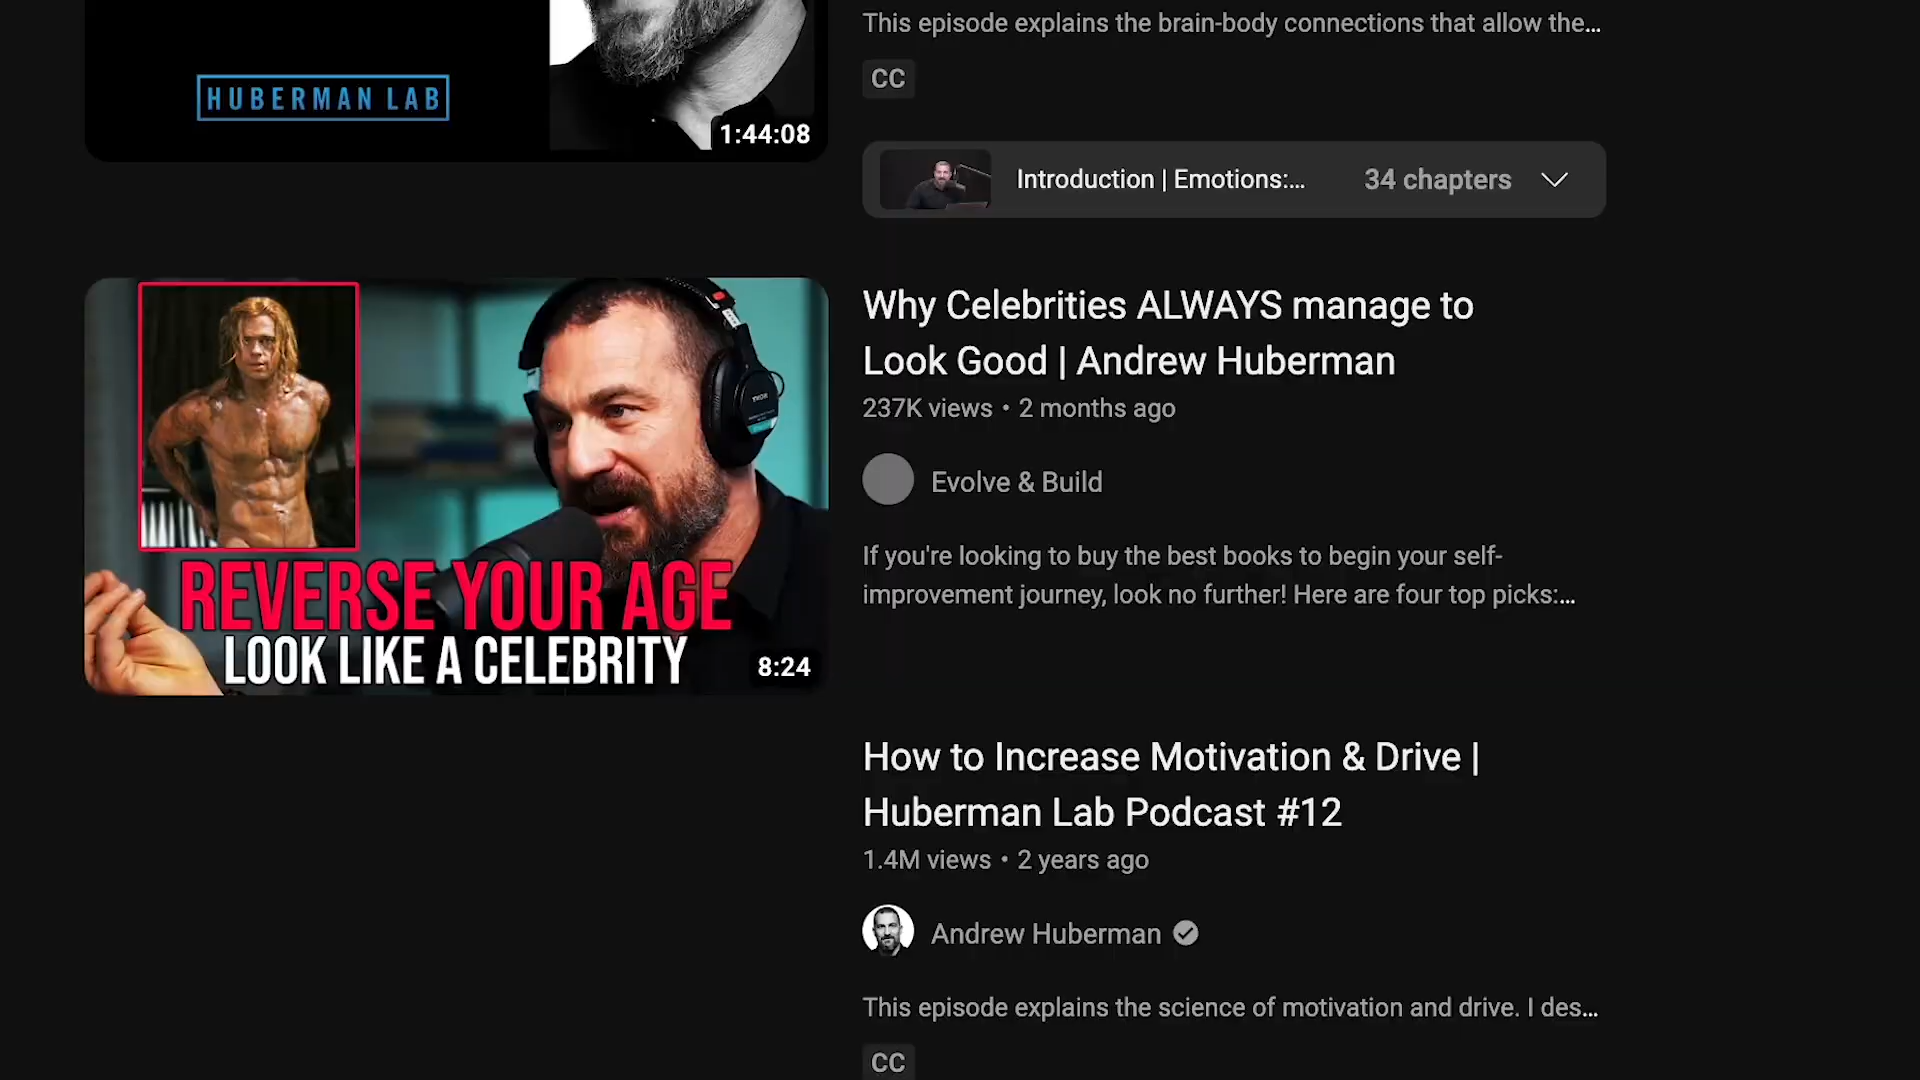 This episode explains the brain-body connections that allow the...
CC
HUBERMAN LAB
1:44:08
Introduction | Emotions:...
34 chapters
Why Celebrities ALWAYS manage to
Look Good | Andrew Huberman
237K views • 2 months ago
Evolve & Build
If you're looking to buy the best books to begin your self-
improvement journey, look no further! Here are four top picks:...
REVERSE YOUR AGE
LOOK LIKE A CELEBRITY
8:24
How to Increase Motivation & Drive |
Huberman Lab Podcast #12
1.4M views • 2 years ago
Andrew Huberman
This episode explains the science of motivation and drive. I des...
CC